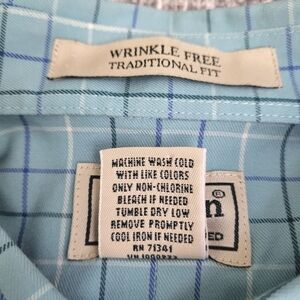 WRINKLE FREE
TRADITIONAL FIT
MACHINE WASH COLD
WITH LIKE COLORS
ONLY NON-CHLORINE
BLEACH IF NEEDED
TUMBLE DRY LOW
REMOVE PROMPTLY
COOL IRON IF NEEDED
RN 71341